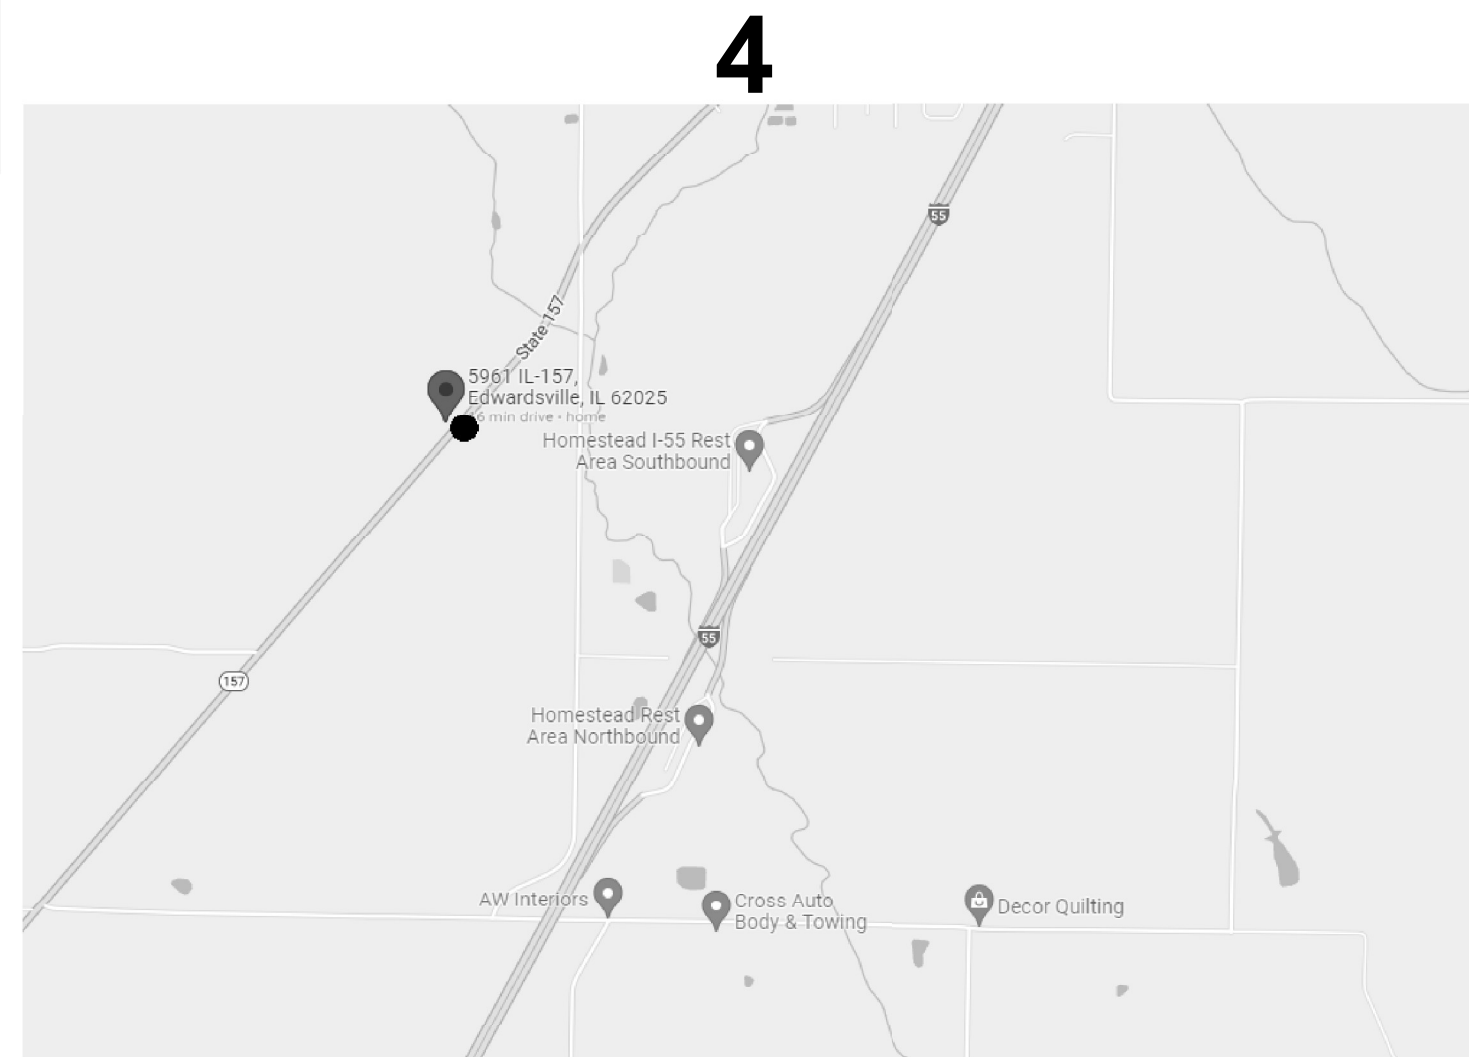 4
55
State 157
5961 IL-157,
Edwardsville, IL 62025
6 min drive • home
Homestead I-55 Rest
Area Southbound
55
157
Homestead Rest
Area Northbound
AW Interiors
Cross Auto
Body & Towing
Decor Quilting